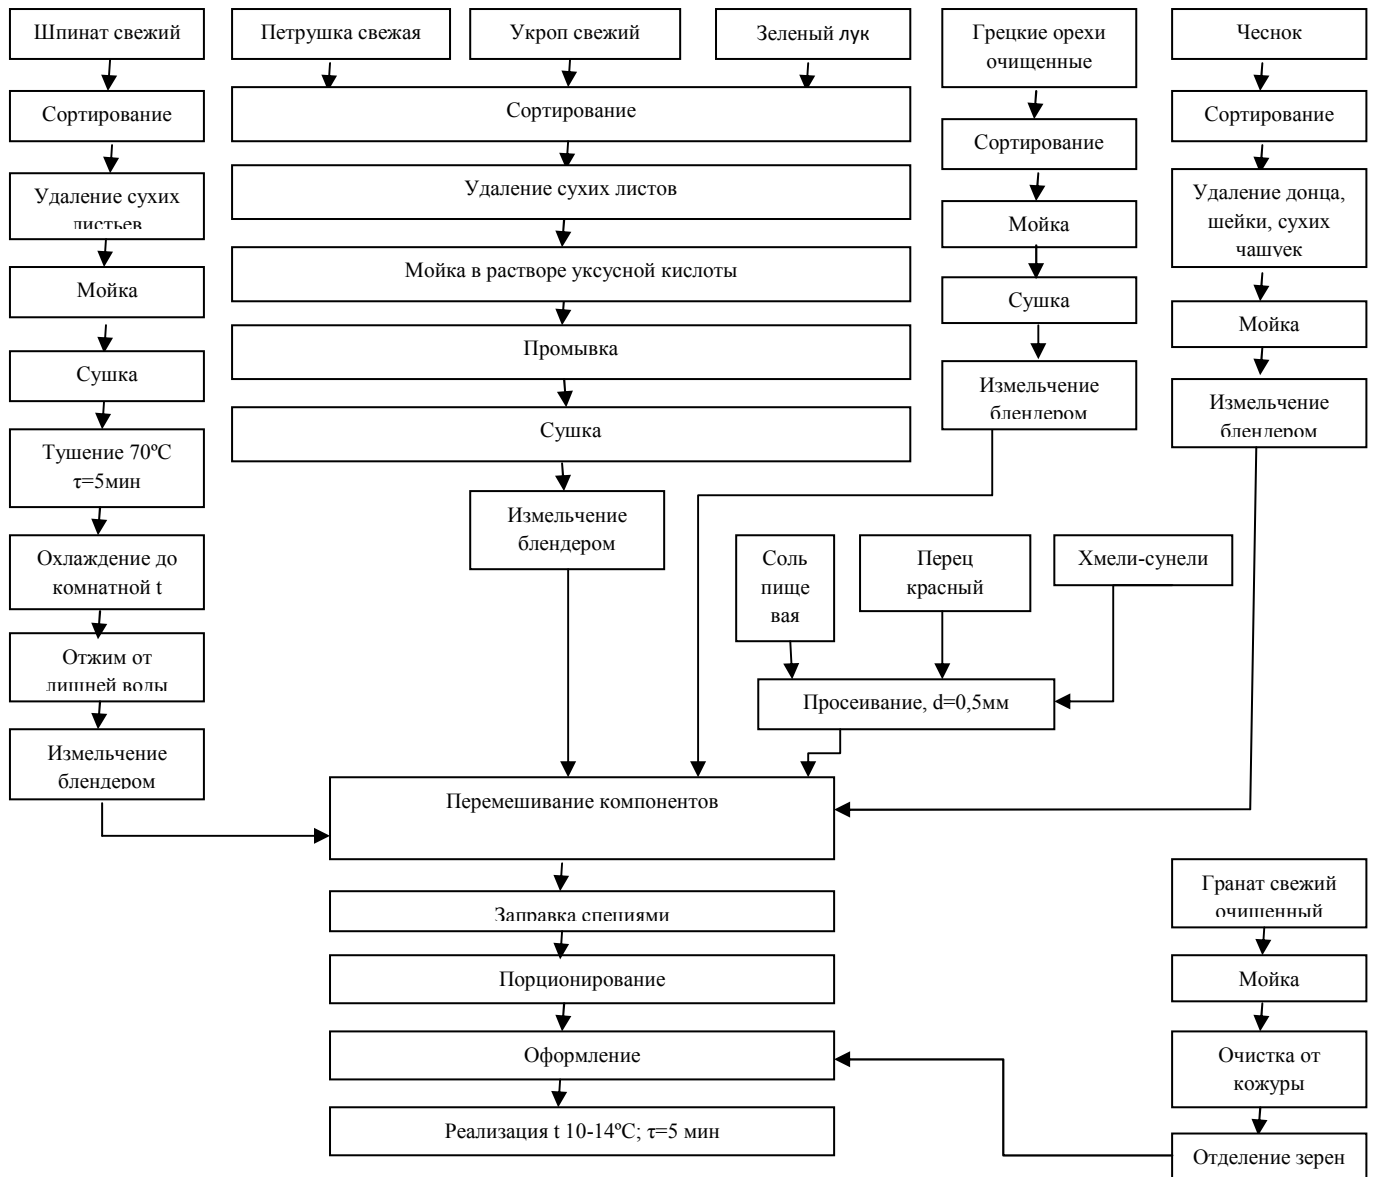 Шпинат свежий
Петрушка свежая
Укроп свежий
Зеленый лук
Грецкие орехи
очищенные
Чеснок
Сортирование
Удаление сухих
листьев
Мойка
Сушка
Тушение 70ºС
τ=5мин
Охлаждение до
комнатной t
Отжим от
лишней воды
Измельчение
блендером
Сортирование
Удаление сухих листов
Мойка в растворе уксусной кислоты
Промывка
Сушка
Измельчение
блендером
Сортирование
Мойка
Сушка
Измельчение
блендером
Сортирование
Удаление донца,
шейки, сухих
чашуек
Мойка
Измельчение
блендером
Соль
пище
вая
Перец
красный
Хмели-сунели
Просеивание, d=0,5мм
Перемешивание компонентов
Заправка специями
Порционирование
Оформление
Реализация t 10-14ºС; τ=5 мин
Гранат свежий
очищенный
Мойка
Очистка от
кожуры
Отделение зерен